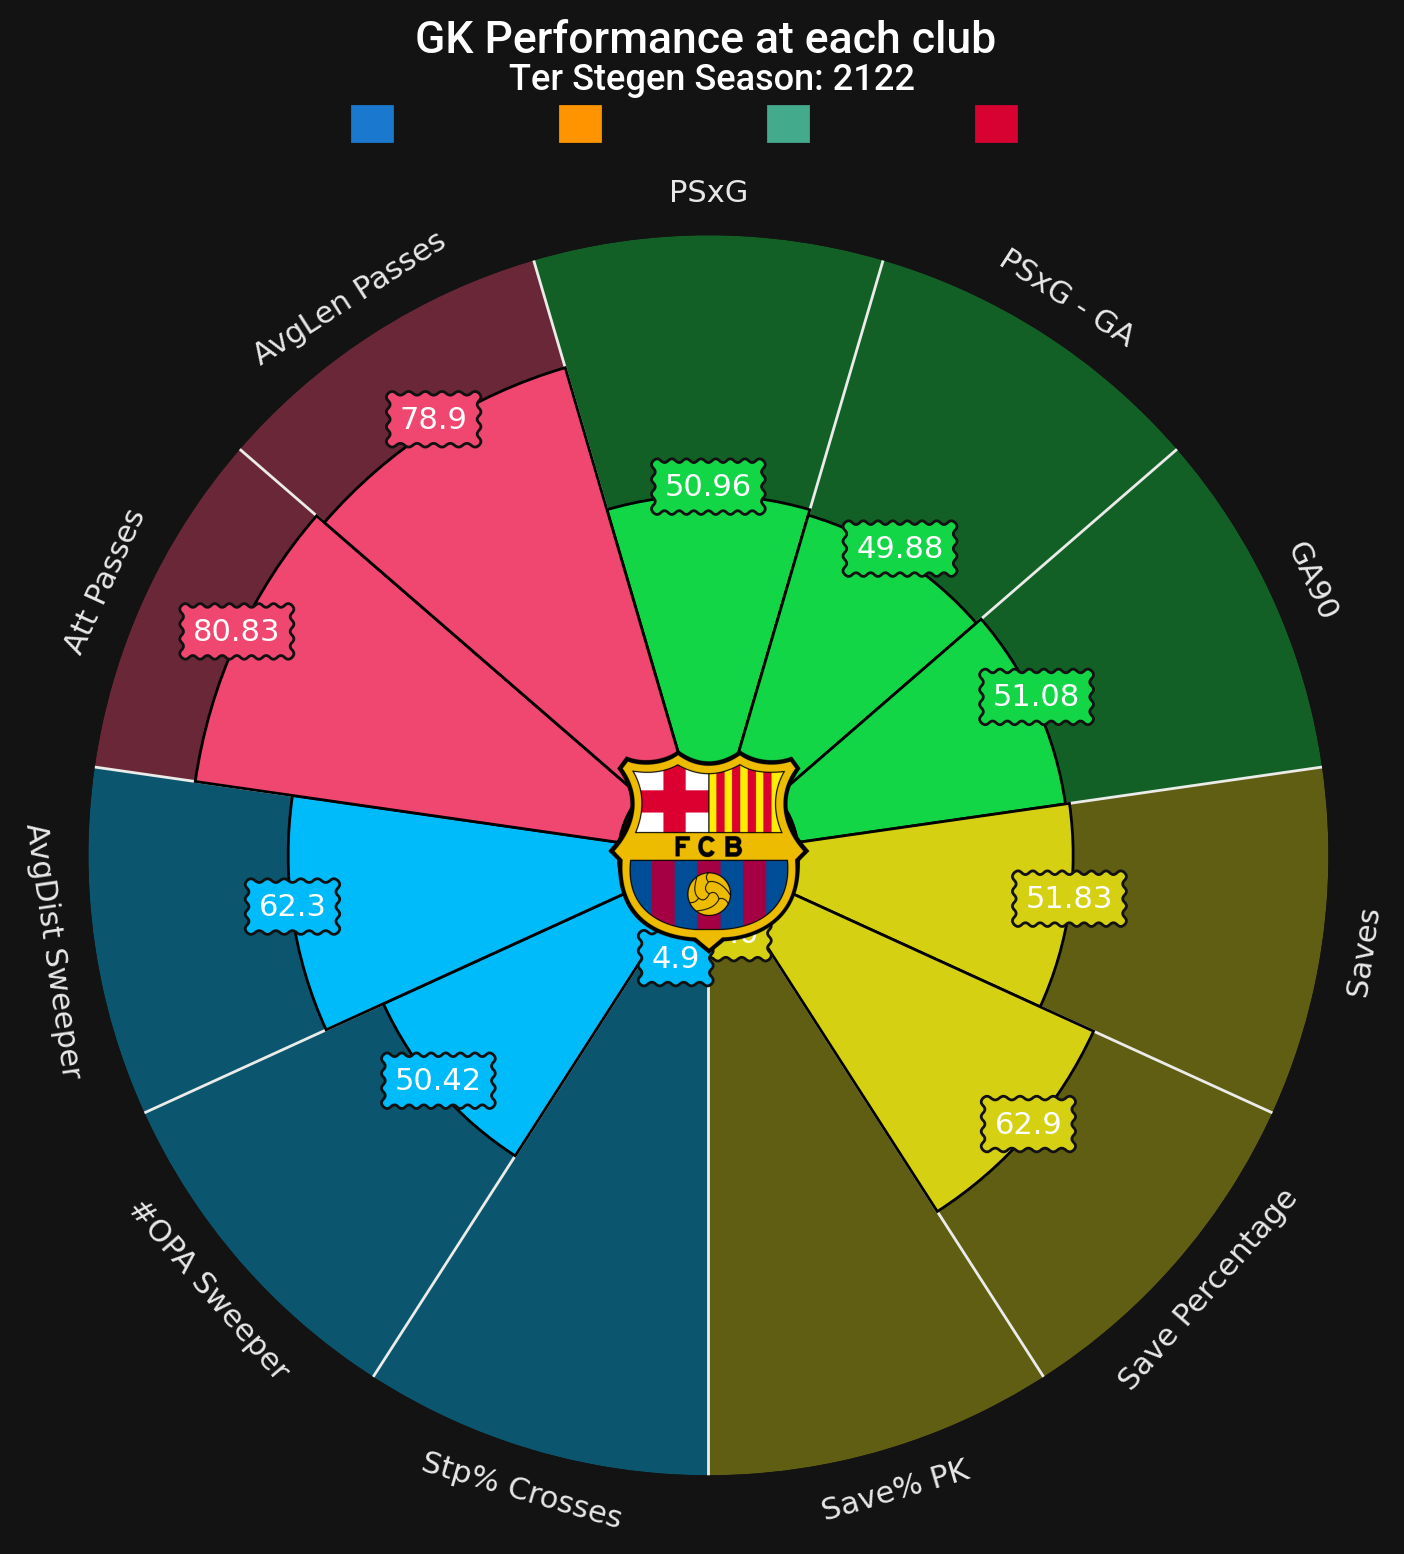 GK Performance at each club
Ter Stegen Season: 2122
PSxG
PSxG - GA
GA90
Saves
Save Percentage
Save% PK
Stp% Crosses
#OPA Sweeper
AvgDist Sweeper
Att Passes
AvgLen Passes
50.96
49.88
51.08
51.83
62.9
4.9
50.42
62.3
80.83
78.9
FCB